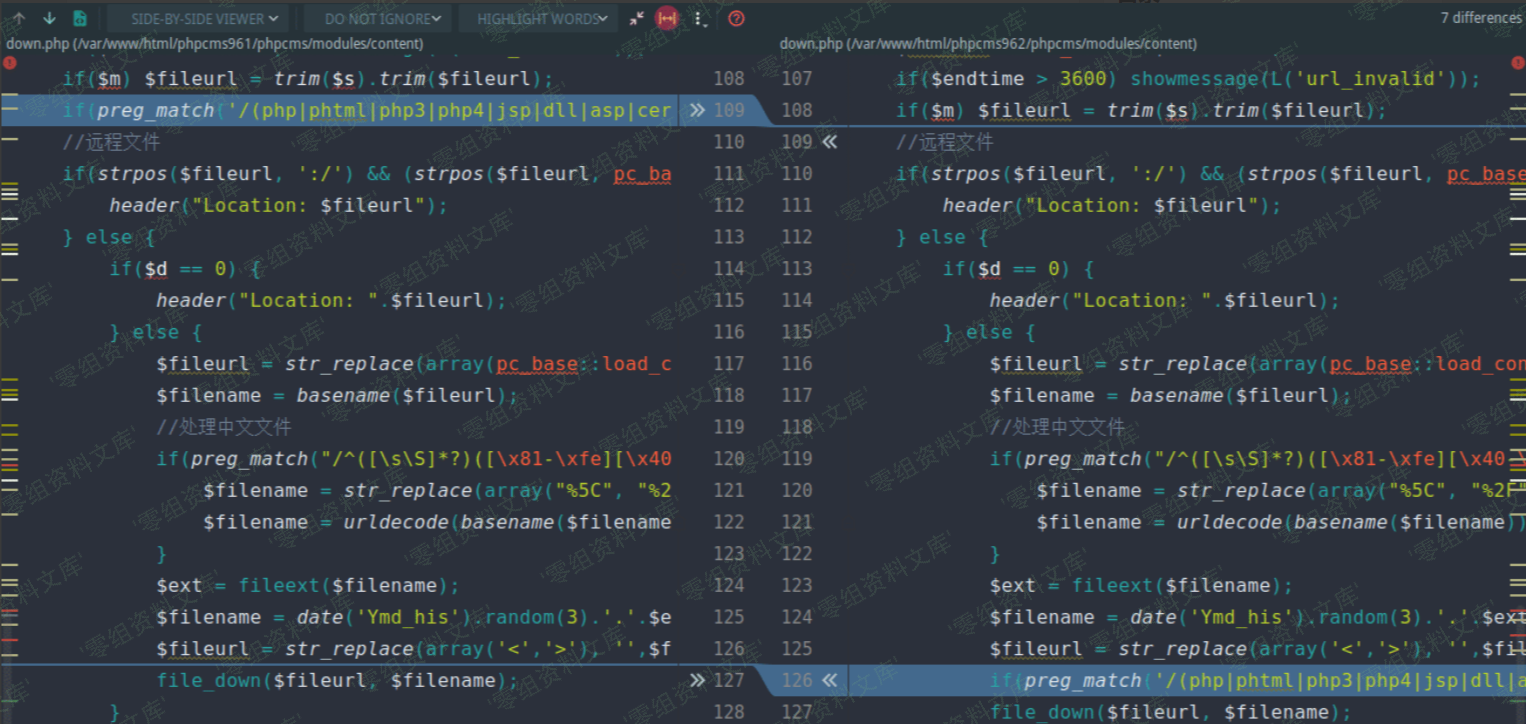 SIDE-BY-SIDE VIEWER DO NOT IGNORE HIGHLIGHT WORDS ? 7 differences
down.php (/var/www/html/phpcms961/phpcms/modules/content)
if($m) $fileurl = trim($s).trim($fileurl); 108
if(preg_match('/(php|phtml|php3|php4|jsp|dll|asp|cer » 109
//远程文件 110
if(strpos($fileurl, ':/') && (strpos($fileurl, pc_ba 111
header("Location: $fileurl"); 112
} else { 113
if($d == 0) { 114
header("Location: ".$fileurl); 115
} else { 116
$fileurl = str_replace(array(pc_base::load_c 117
$filename = basename($fileurl); 118
//处理中文文件 119
if(preg_match("/^([\s\S]*?)([\x81-\xfe][\x40 120
$filename = str_replace(array("%5C", "%2 121
$filename = urldecode(basename($filename 122
} 123
$ext = fileext($filename); 124
$filename = date('Ymd_his').random(3).'.'.$e 125
$fileurl = str_replace(array('<','>'), '',$f 126
file_down($fileurl, $filename); » 127
} 128
down.php (/var/www/html/phpcms962/phpcms/modules/content)
107 if($endtime > 3600) showmessage(L('url_invalid'));
108 if($m) $fileurl = trim($s).trim($fileurl);
109 « //远程文件
110 if(strpos($fileurl, ':/') && (strpos($fileurl, pc_base
111 header("Location: $fileurl");
112 } else {
113 if($d == 0) {
114 header("Location: ".$fileurl);
115 } else {
116 $fileurl = str_replace(array(pc_base::load_con
117 $filename = basename($fileurl);
118 //处理中文文件
119 if(preg_match("/^([\s\S]*?)([\x81-\xfe][\x40-\
120 $filename = str_replace(array("%5C", "%2F"
121 $filename = urldecode(basename($filename))
122 }
123 $ext = fileext($filename);
124 $filename = date('Ymd_his').random(3).'.'.$ext
125 $fileurl = str_replace(array('<','>'), '',$fil
126 « if(preg_match('/(php|phtml|php3|php4|jsp|dll|a
127 file_down($fileurl, $filename);
'零组资料文库'